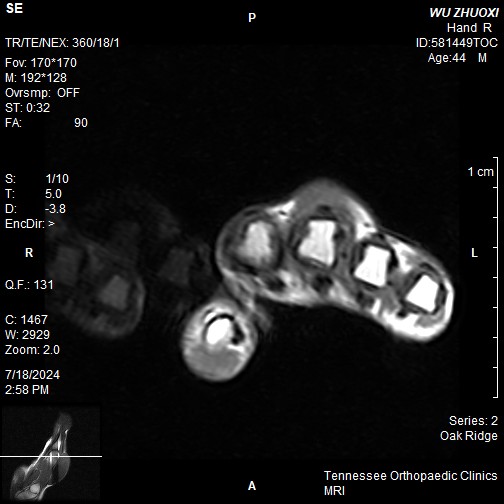 SE
P
WU ZHUOXI
Hand R
ID:581449TOC
Age:44 M
TR/TE/NEX: 360/18/1
Fov: 170*170
M: 192*128
Ovrsmp: OFF
ST: 0:32
FA: 90
S: 1/10
T: 5.0
D: -3.8
EncDir: >
1 cm
R
L
Q.F.: 131
C: 1467
W: 2929
Zoom: 2.0
7/18/2024
2:58 PM
Series: 2
Oak Ridge
A
Tennessee Orthopaedic Clinics
MRI